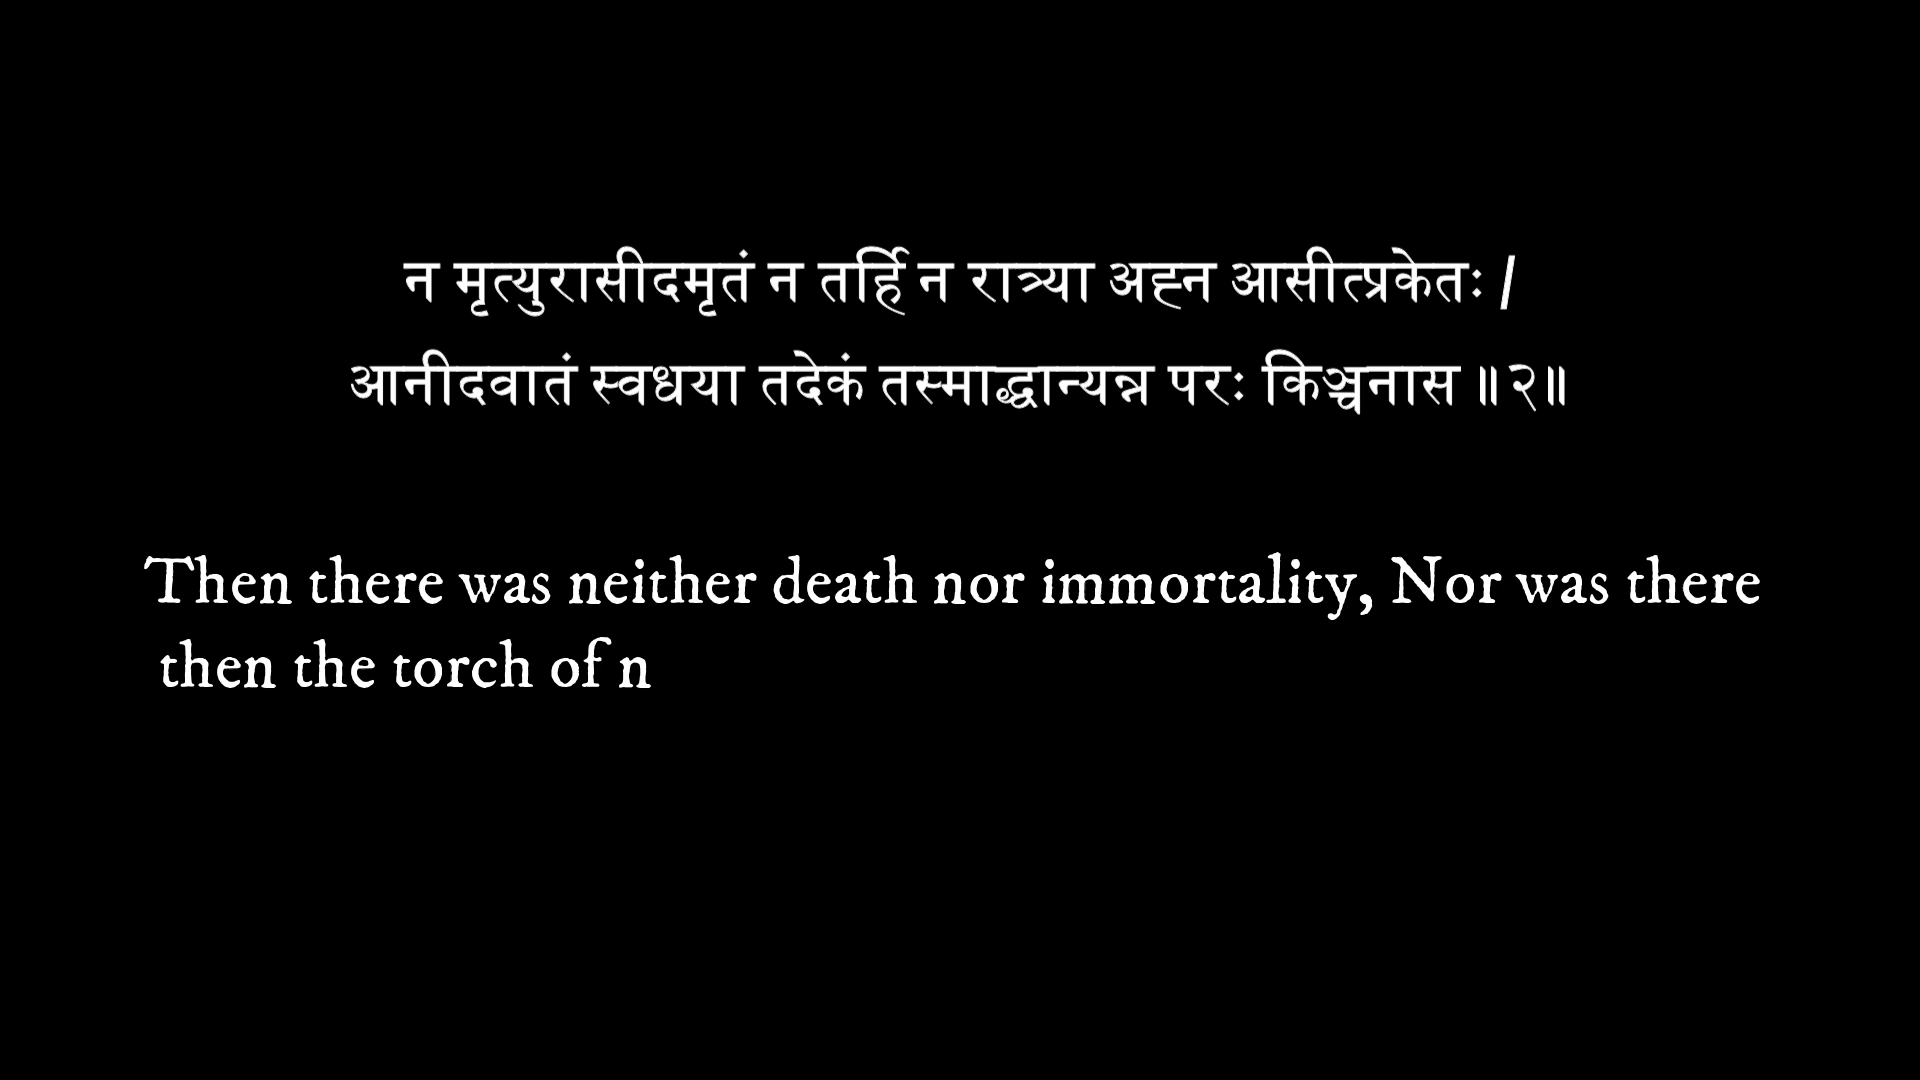 न मृत्युरासीदमृतं न तर्हि न रात्र्या अह्न आसीत्प्रकेतः /
आनीदवातं स्वधया तदेकं तस्माद्धान्यन्न परः किञ्चनास ॥२॥
Then there was neither death nor immortality, Nor was there
then the torch of n